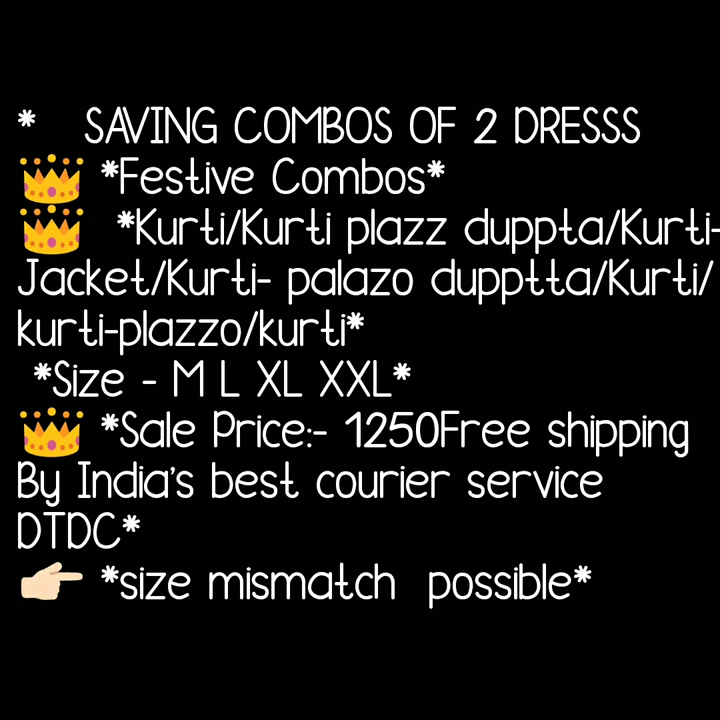 * SAVING COMBOS OF 2 DRESSS
👑 *Festive Combos*
👑 *Kurti/Kurti plazz duppta/Kurti-
Jacket/Kurti- palazo dupptta/Kurti/
kurti-plazzo/kurti*
*Size - M L XL XXL*
👑 *Sale Price:- 1250Free shipping
By India's best courier service
DTDC*
👉🏻 *size mismatch possible*